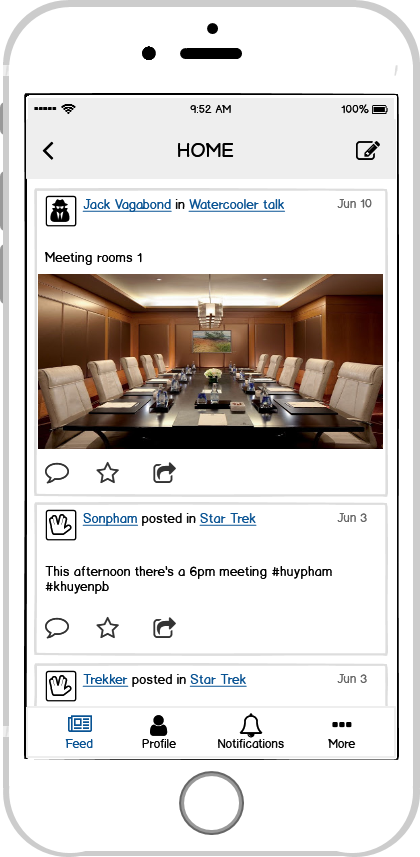 9:52 AM 100%
HOME
Jack Vagabond in Watercooler talk Jun 10
Meeting rooms 1
Sonpham posted in Star Trek Jun 3
This afternoon there's a 6pm meeting #huypham
#khuyenpb
Trekker posted in Star Trek Jun 3
Feed Profile Notifications More